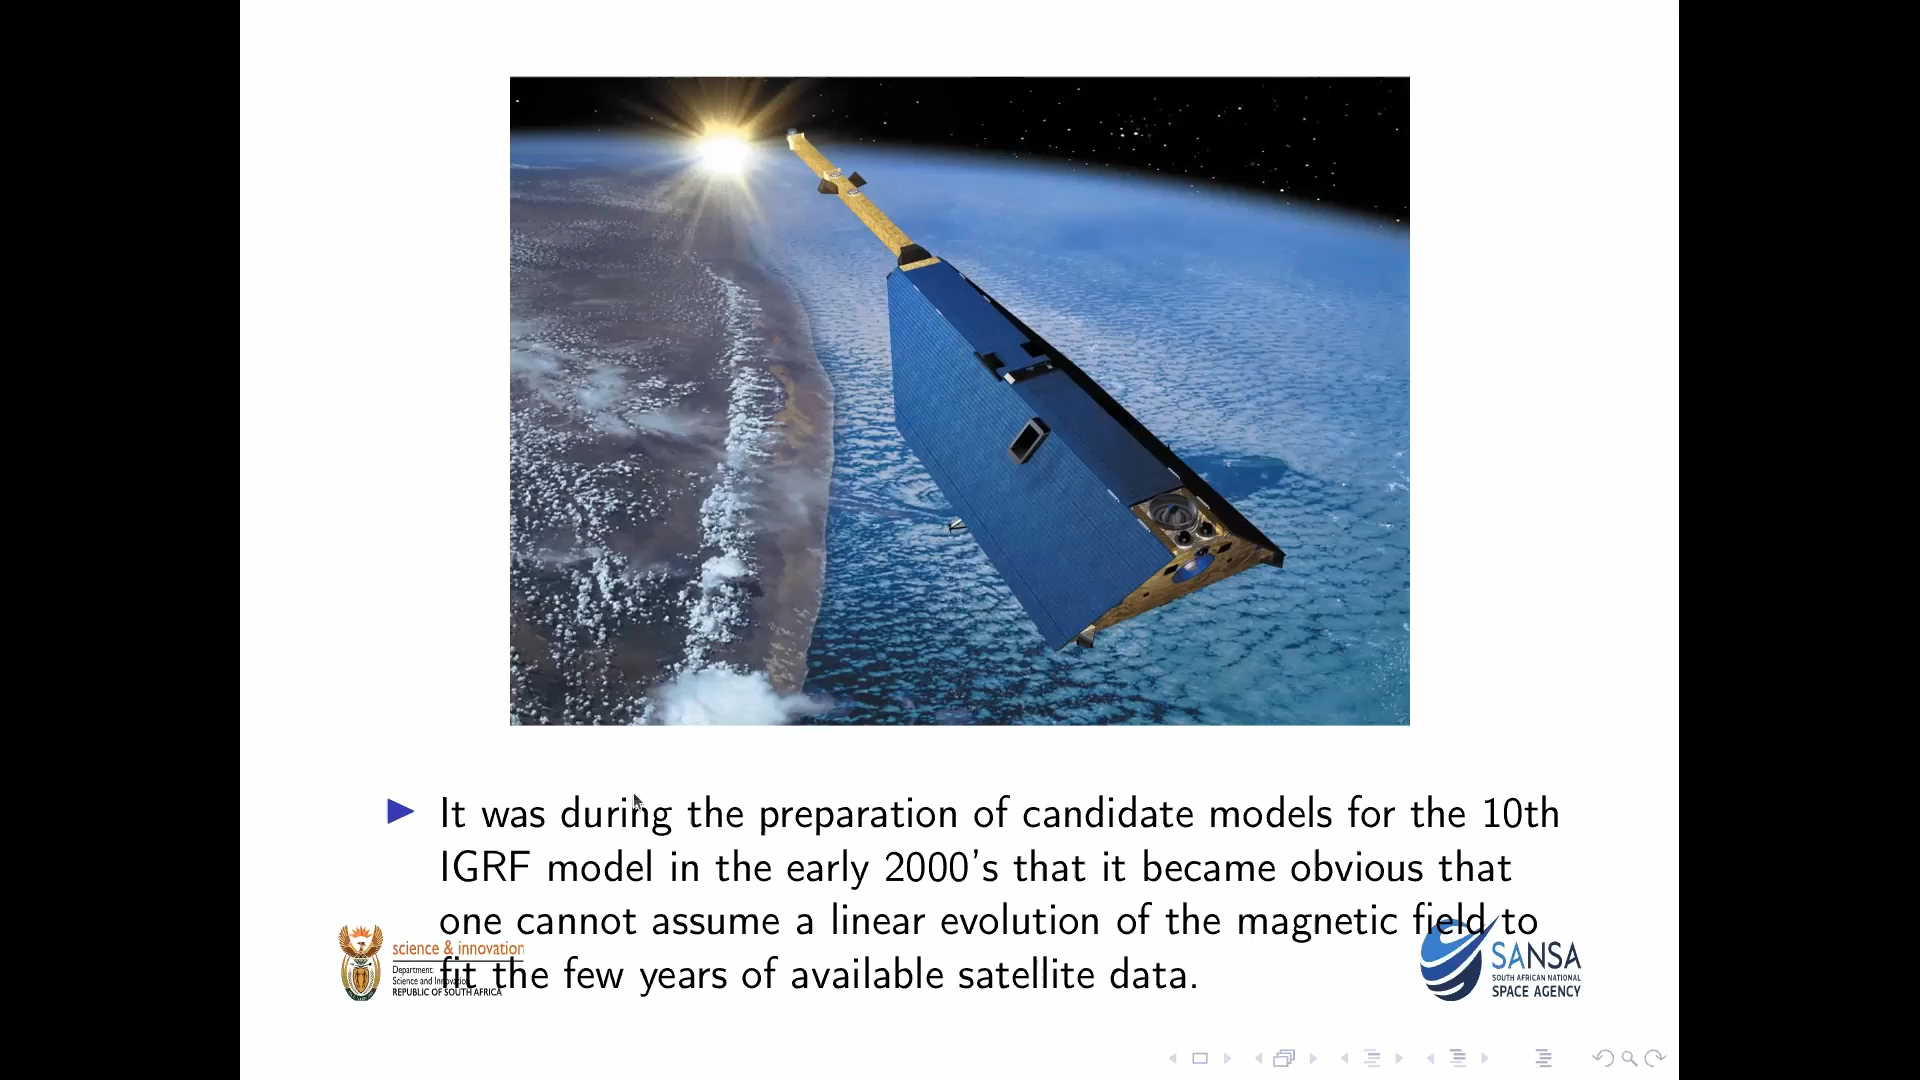 It was during the preparation of candidate models for the 10th
IGRF model in the early 2000's that it became obvious that
one cannot assume a linear evolution of the magnetic field to
fit the few years of available satellite data.
science & innovation
Department:
Science and Innovation
REPUBLIC OF SOUTH AFRICA
SANSA
SOUTH AFRICAN NATIONAL
SPACE AGENCY